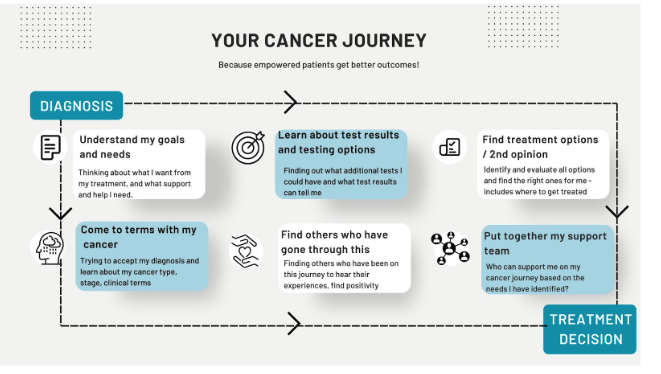 YOUR CANCER JOURNEY
Because empowered patients get better outcomes!
DIAGNOSIS
Understand my goals
and needs
Thinking about what I want from
my treatment, and what support
and help I need.
Learn about test results
and testing options
Finding out what additional tests I
could have and what test results
can tell me
Find treatment options
/ 2nd opinion
Identify and evaluate all options
and find the right ones for me -
includes where to get treated
Come to terms with my
cancer
Trying to accept my diagnosis and
learn about my cancer type,
stage, clinical terms
Find others who have
gone through this
Finding others who have been on
this journey to hear their
experiences, find positivity
Put together my support
team
Who can support me on my
cancer journey based on the
needs I have identified?
TREATMENT
DECISION